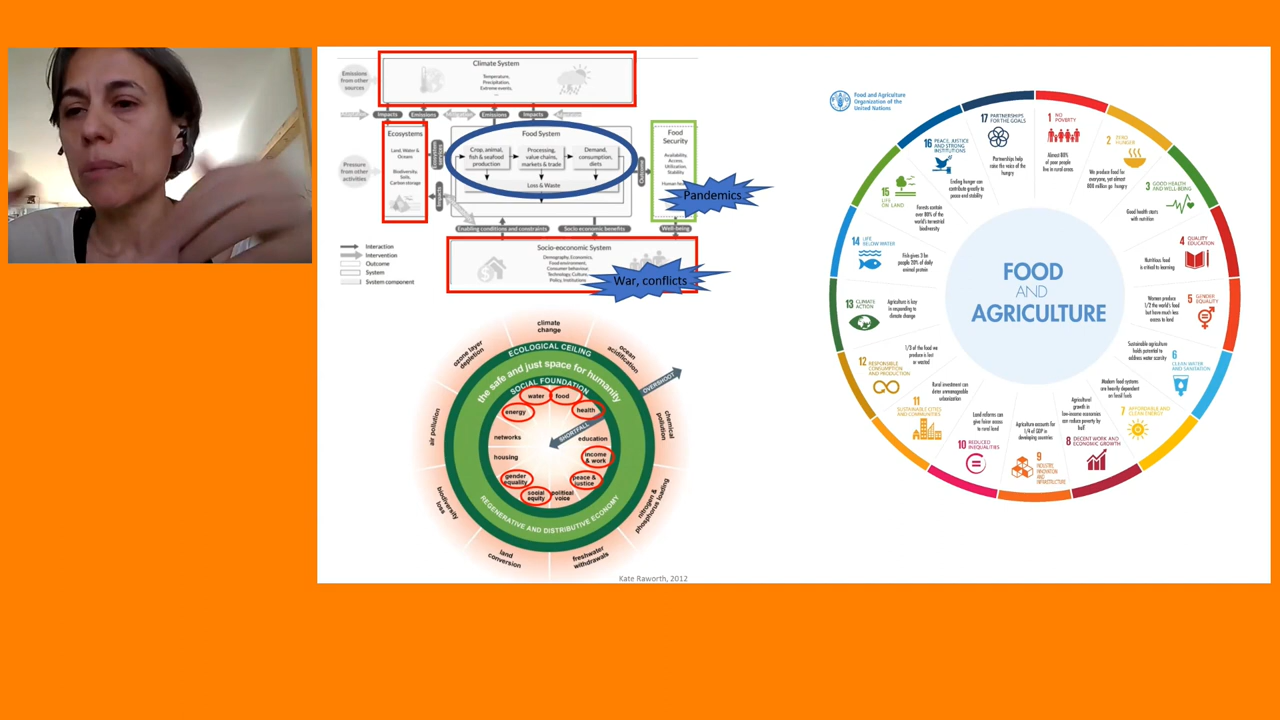 Climate System
Emissions
from other
sources
Temperature,
Precipitation,
Extreme events,
...
Impacts
Emissions
Emissions
Impacts
Ecosystems
Land, Water &
Oceans
Biodiversity,
Soils,
Carbon storage
Pressure
from other
activities
Food System
Crop, animal,
fish & seafood
production
Processing,
value chains,
markets & trade
Demand,
consumption,
diets
Loss & Waste
Food
Security
Availability,
Access,
Utilization,
Stability
Pandemics
Enabling conditions and constraints
Socio economic benefits
Well-being
Interaction
Intervention
Outcome
System
System component
Socio-economic System
Demography, Economics,
Food environment,
Consumer behaviour,
Technology, Culture,
Policy, Institutions
War, conflicts
climate
change
ozone layer
depletion
ocean
acidification
air pollution
chemical
pollution
biodiversity
loss
nitrogen &
phosphorus loading
land
conversion
freshwater
withdrawals
OVERSHOOT
ECOLOGICAL CEILING
the safe and just space for humanity
SOCIAL FOUNDATION
water
food
energy
health
SHORTFALL
networks
education
housing
income
& work
gender
equality
peace &
justice
social
equity
political
voice
REGENERATIVE AND DISTRIBUTIVE ECONOMY
Kate Raworth, 2012
Food and Agriculture
Organization of the
United Nations
FOOD
AND
AGRICULTURE
1 NO
POVERTY
Almost 80%
of poor people
live in rural areas
2 ZERO
HUNGER
We produce food for
everyone, yet almost
800 million go hungry
3 GOOD HEALTH
AND WELL-BEING
Good health starts
with nutrition
4 QUALITY
EDUCATION
Nutritious food
is critical to learning
5 GENDER
EQUALITY
Women produce
1/2 the world's food
but have much less
access to land
6 CLEAN WATER
AND SANITATION
Sustainable agriculture
holds potential to
address water scarcity
7 AFFORDABLE AND
CLEAN ENERGY
Modern food systems
are heavily dependent
on fossil fuels
8 DECENT WORK AND
ECONOMIC GROWTH
Agricultural
growth in
low-income economies
can reduce poverty by
half
9 INDUSTRY,
INNOVATION
AND
INFRASTRUCTURE
Agriculture accounts for
1/4 of GDP in
developing countries
10 REDUCED
INEQUALITIES
Land reforms can
give fairer access
to rural land
11 SUSTAINABLE CITIES
AND COMMUNITIES
Rural investment can
deter unmanageable
urbanization
12 RESPONSIBLE
CONSUMPTION
AND PRODUCTION
1/3 of the food we
produce is lost
or wasted
13 CLIMATE
ACTION
Agriculture is key
in responding to
climate change
14 LIFE
BELOW WATER
Fish gives 3 bn
people 20% of daily
animal protein
15 LIFE
ON LAND
Forests contain
over 80% of the
world's terrestrial
biodiversity
16 PEACE, JUSTICE
AND STRONG
INSTITUTIONS
Ending hunger can
contribute greatly to
peace and stability
17 PARTNERSHIPS
FOR THE GOALS
Partnerships help
raise the voice of the
hungry